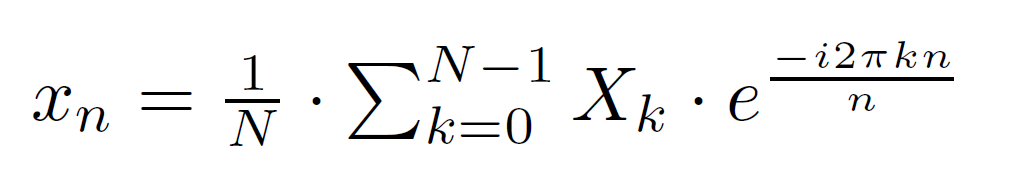 x_n = \frac{1}{N} \cdot \sum_{k=0}^{N-1} X_k \cdot e^{\frac{-i2\pi kn}{n}}